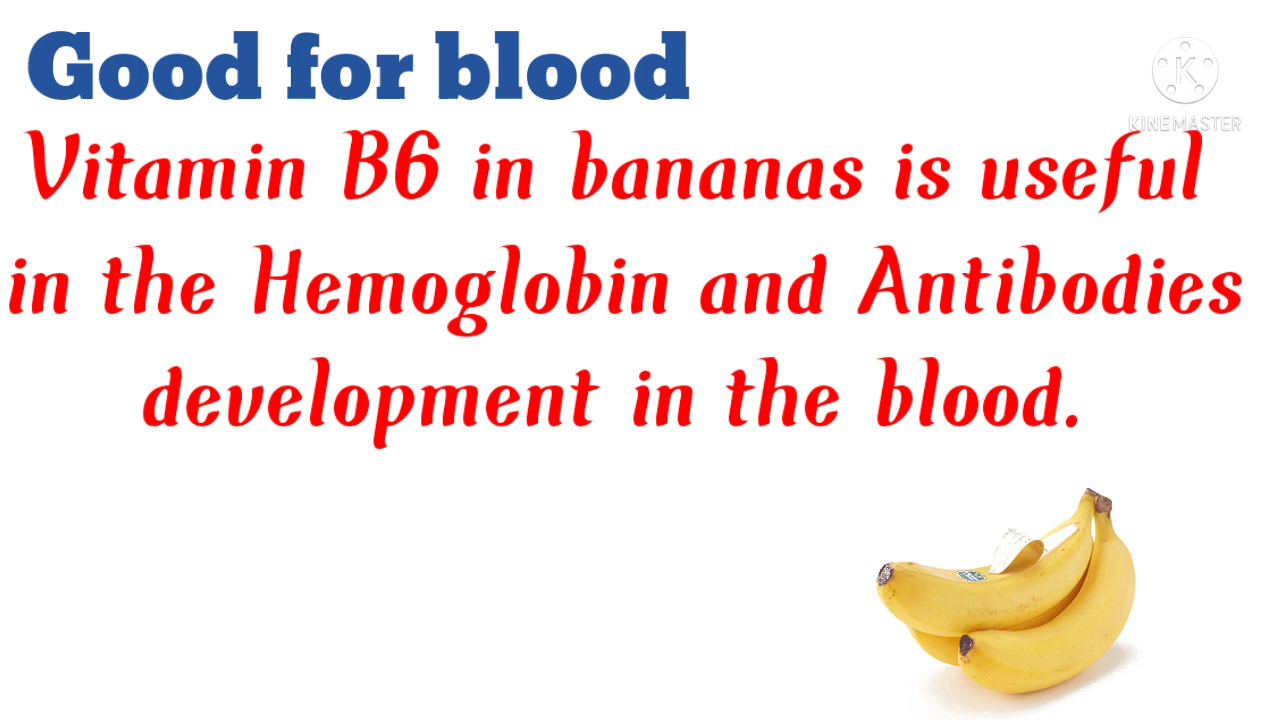 Good for blood
KINEMASTER
Vitamin B6 in bananas is useful
in the Hemoglobin and Antibodies
development in the blood.